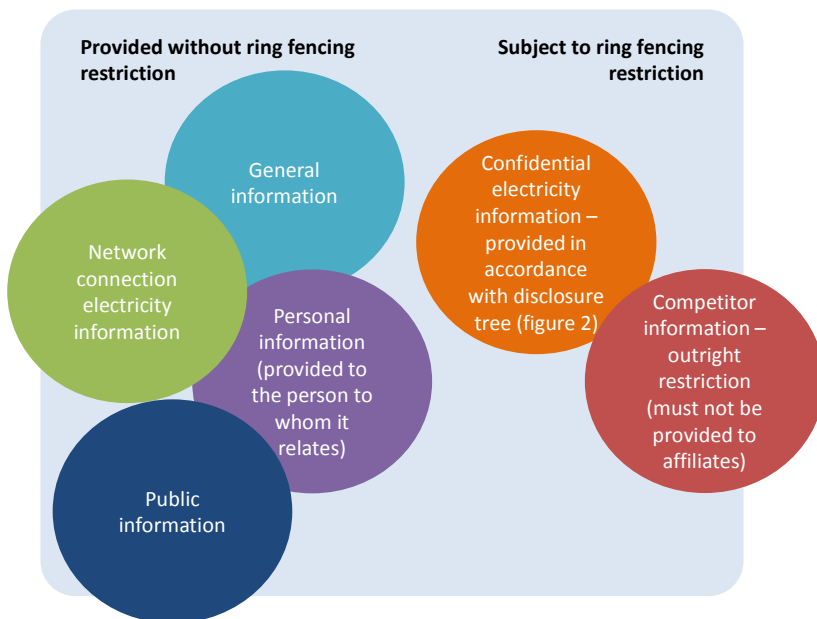 Provided without ring fencing
restriction
Subject to ring fencing
restriction
General
information
Network
connection
electricity
information
Personal
information
(provided to
the person to
whom it
relates)
Public
information
Confidential
electricity
information –
provided in
accordance
with disclosure
tree (figure 2)
Competitor
information –
outright
restriction
(must not be
provided to
affiliates)